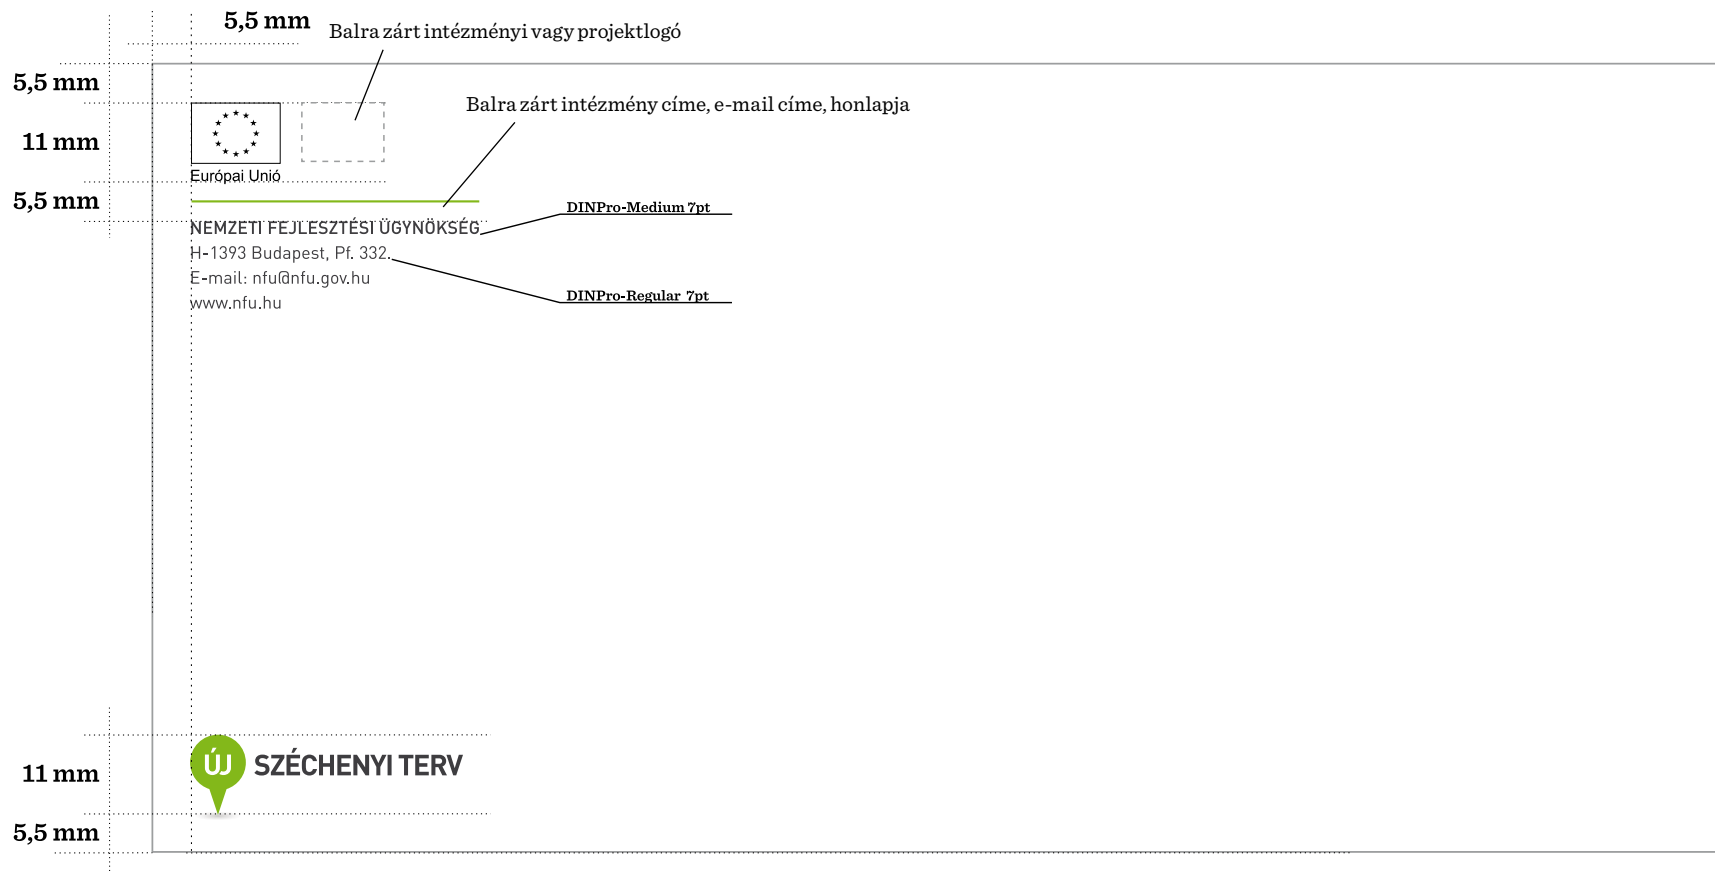 5,5 mm
Balra zárt intézményi vagy projektlogó
5,5 mm
Balra zárt intézmény címe, e-mail címe, honlapja
11 mm
Európai Unió
5,5 mm
DINPro-Medium 7pt
NEMZETI FEJLESZTÉSI ÜGYNÖKSÉG
H-1393 Budapest, Pf. 332.
E-mail: nfu@nfu.gov.hu
DINPro-Regular 7pt
www.nfu.hu
ÚJ SZÉCHENYI TERV
11 mm
5,5 mm